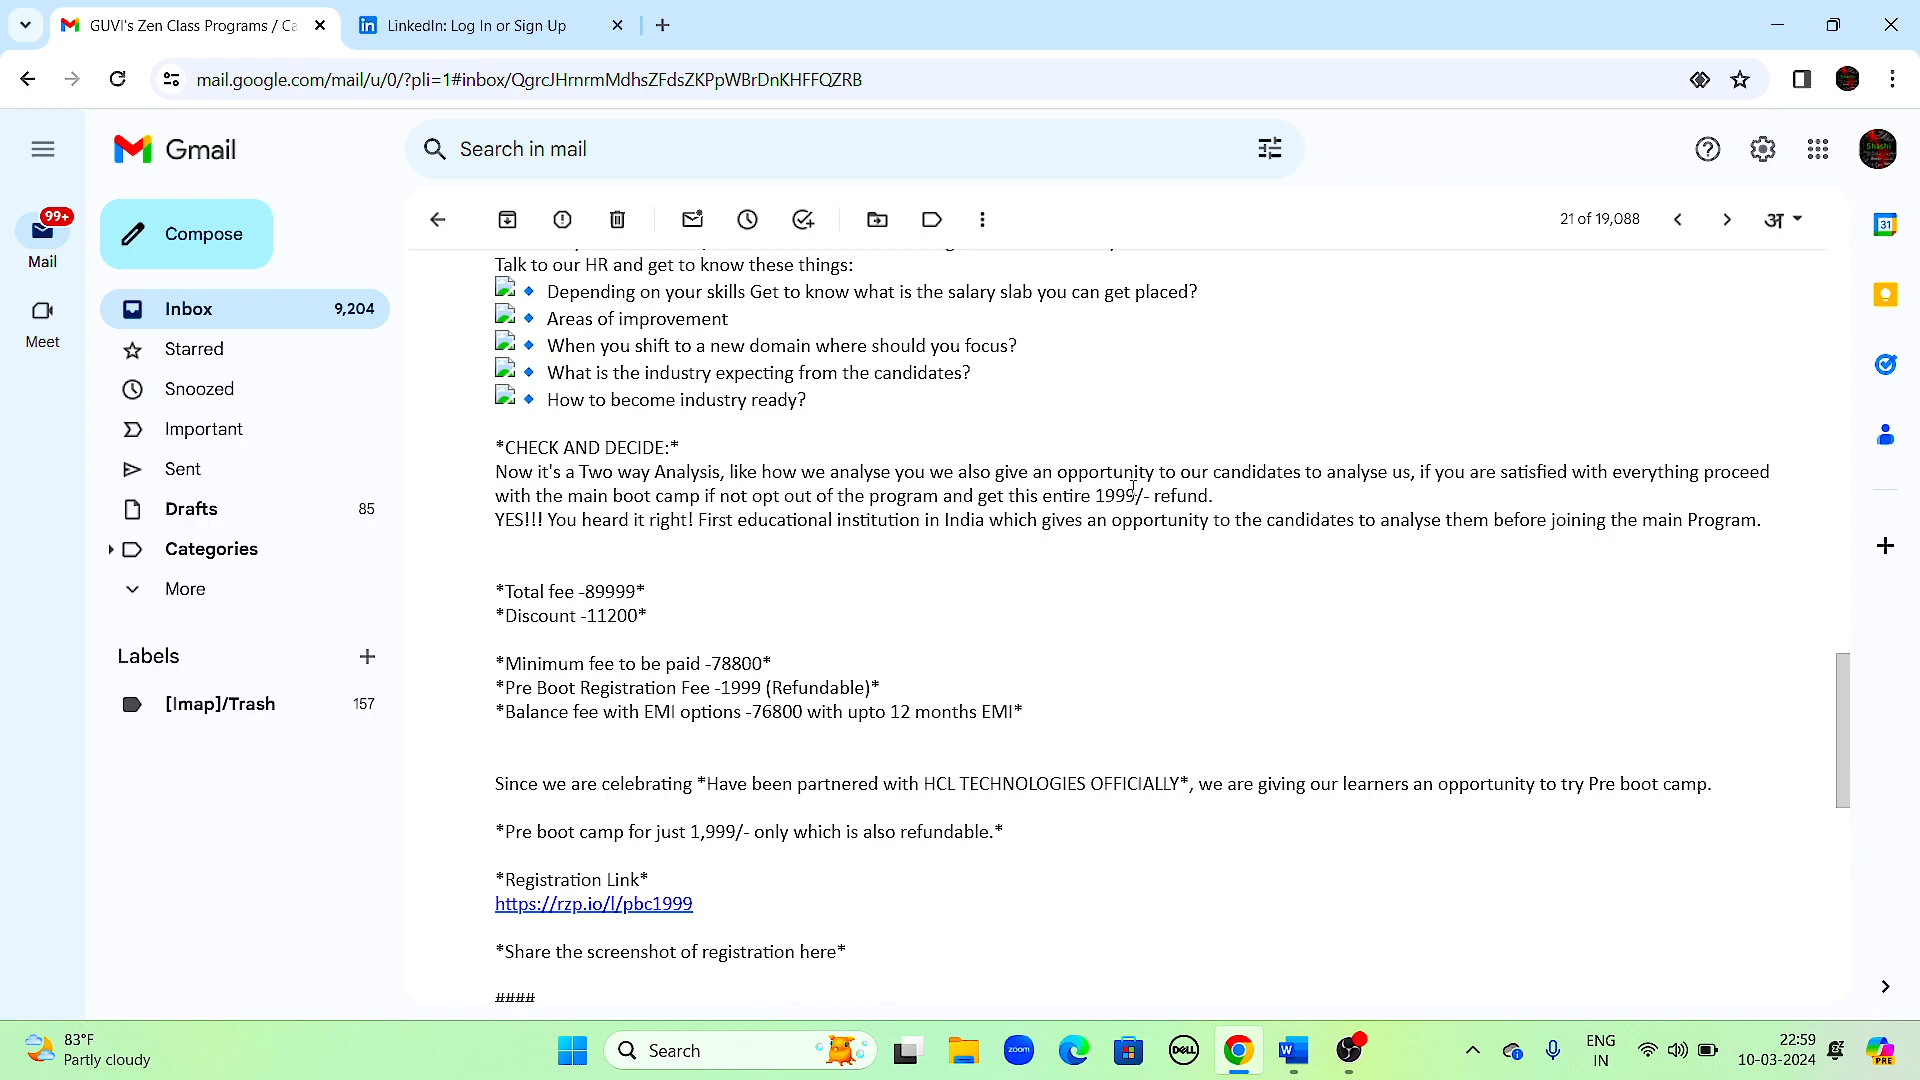 GUVI's Zen Class Programs / Ca
LinkedIn: Log In or Sign Up
mail.google.com/mail/u/0/?pli=1#inbox/QgrcJHrnrmMdhsZFdsZKPpWBrDnKHFFQZRB
Gmail
Search in mail
Shashi
99+
Mail
Meet
Compose
Inbox 9,204
Starred
Snoozed
Important
Sent
Drafts 85
Categories
More
Labels
[Imap]/Trash 157
21 of 19,088
अ
31
Talk to our HR and get to know these things:
Depending on your skills Get to know what is the salary slab you can get placed?
Areas of improvement
When you shift to a new domain where should you focus?
What is the industry expecting from the candidates?
How to become industry ready?
*CHECK AND DECIDE:*
Now it's a Two way Analysis, like how we analyse you we also give an opportunity to our candidates to analyse us, if you are satisfied with everything proceed
with the main boot camp if not opt out of the program and get this entire 1999/- refund.
YES!!! You heard it right! First educational institution in India which gives an opportunity to the candidates to analyse them before joining the main Program.
*Total fee -89999*
*Discount -11200*
*Minimum fee to be paid -78800*
*Pre Boot Registration Fee -1999 (Refundable)*
*Balance fee with EMI options -76800 with upto 12 months EMI*
Since we are celebrating *Have been partnered with HCL TECHNOLOGIES OFFICIALLY*, we are giving our learners an opportunity to try Pre boot camp.
*Pre boot camp for just 1,999/- only which is also refundable.*
*Registration Link*
https://rzp.io/l/pbc1999
*Share the screenshot of registration here*
####
83°F
Partly cloudy
Search
zoom
DELL
W
ENG
IN
22:59
10-03-2024
PRE